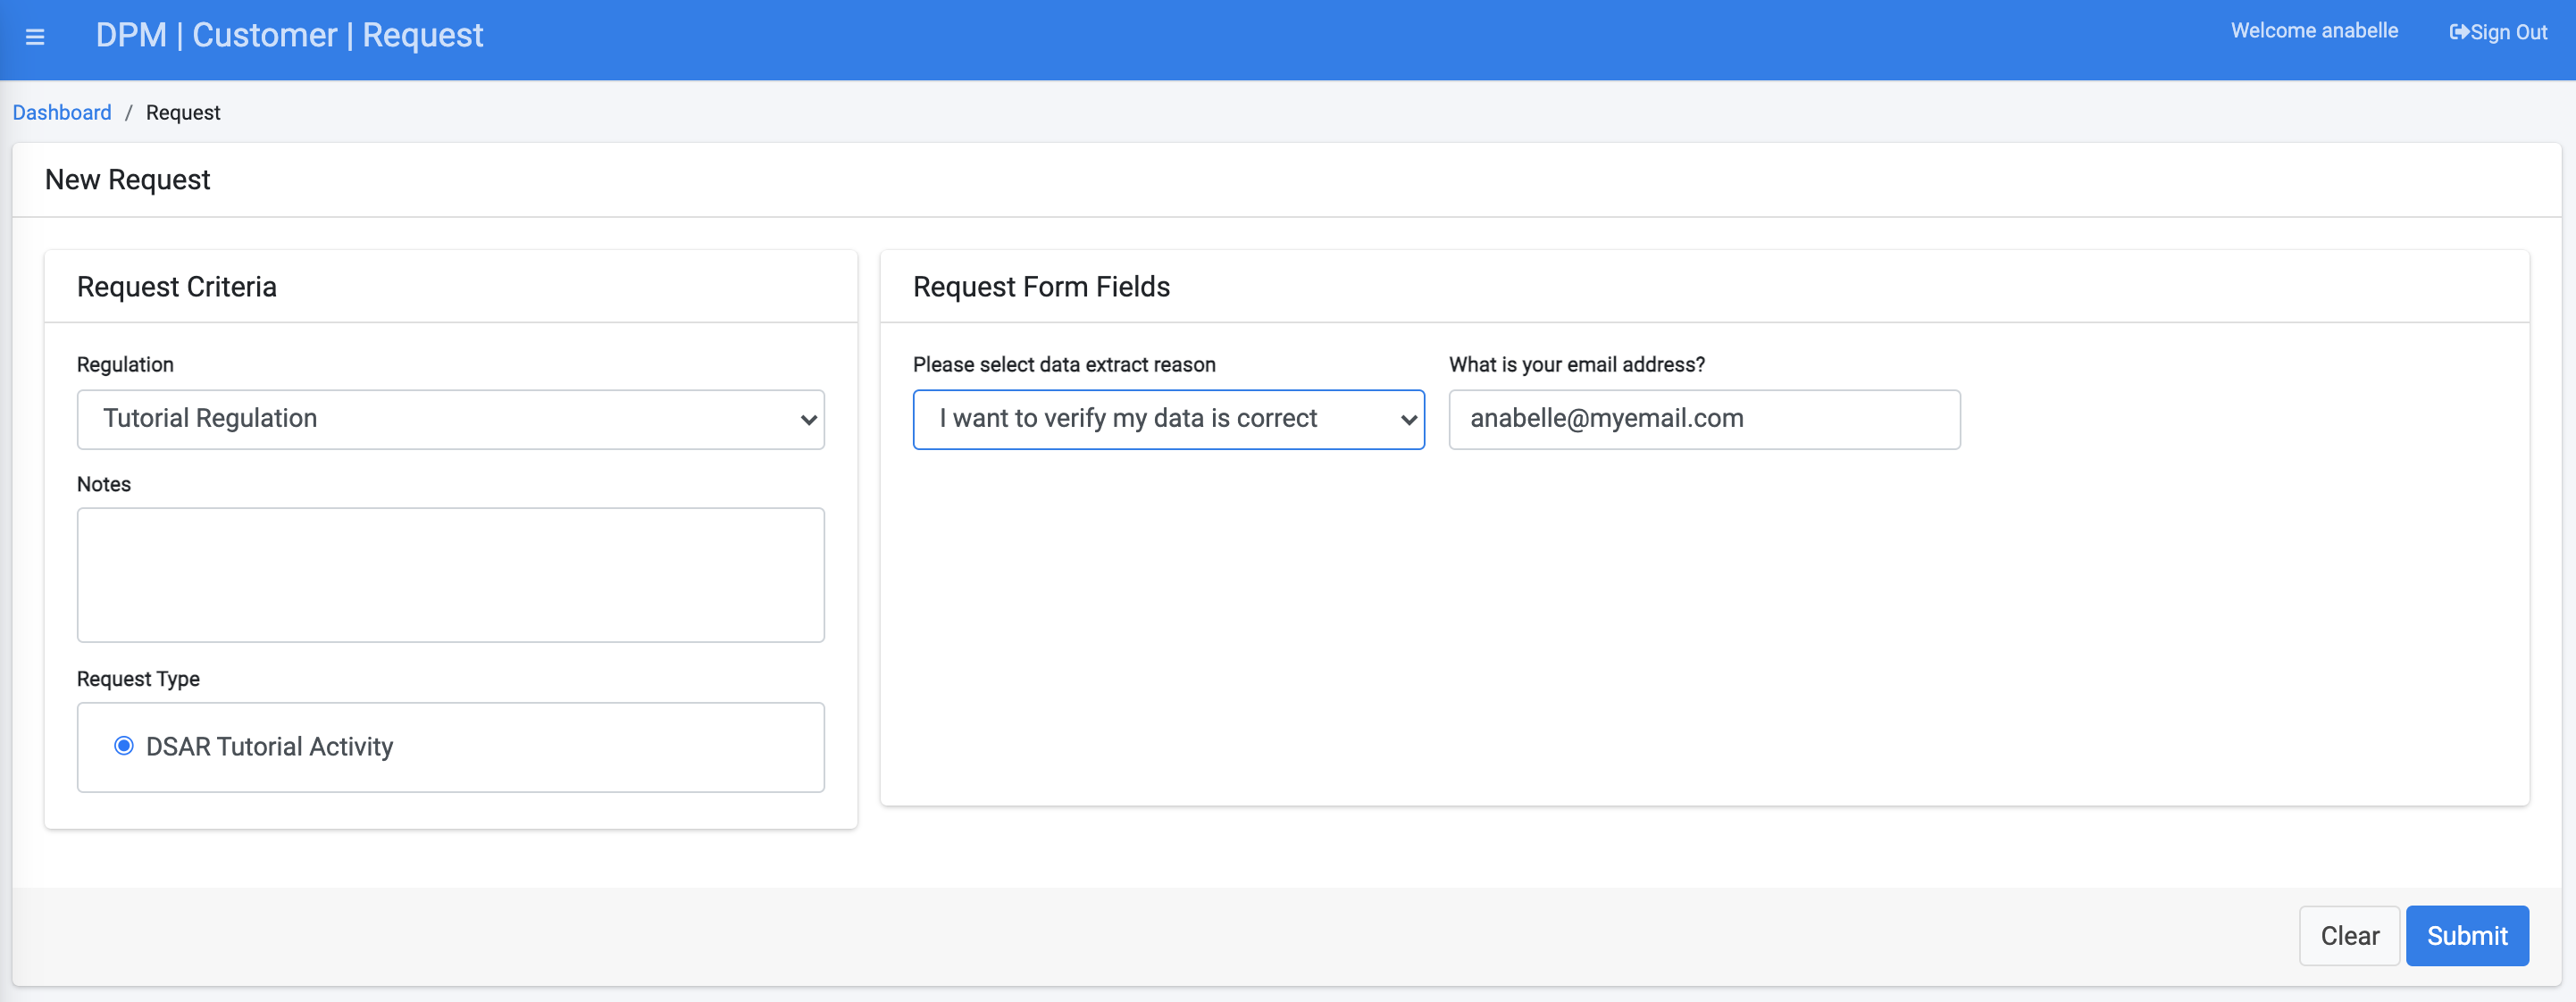 DPM | Customer | Request
Welcome anabelle
Sign Out
Dashboard / Request
New Request
Request Criteria
Regulation
Tutorial Regulation
Notes
Request Type
DSAR Tutorial Activity
Request Form Fields
Please select data extract reason
I want to verify my data is correct
What is your email address?
anabelle@myemail.com
Clear
Submit